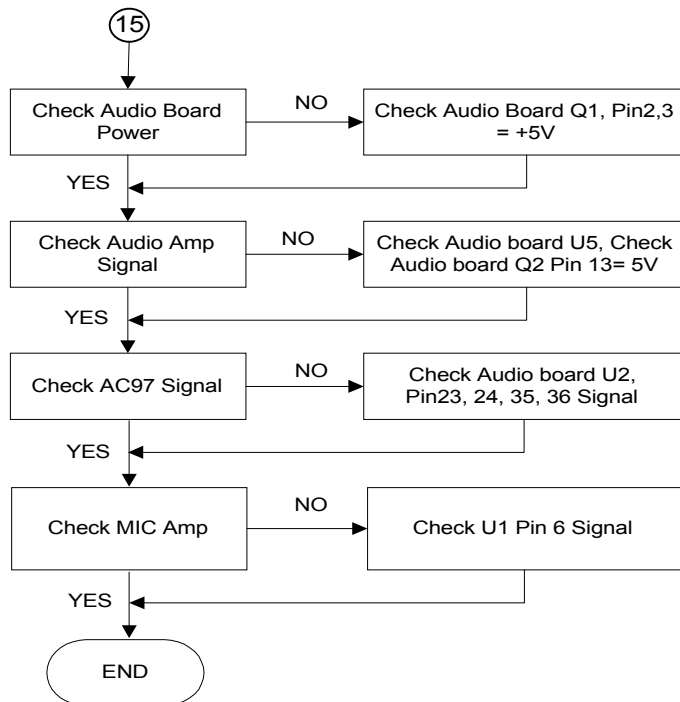 15
Check Audio Board
Power
NO
Check Audio Board Q1, Pin2,3
= +5V
YES
Check Audio Amp
Signal
NO
Check Audio board U5, Check
Audio board Q2 Pin 13= 5V
YES
Check AC97 Signal
NO
Check Audio board U2,
Pin23, 24, 35, 36 Signal
YES
Check MIC Amp
NO
Check U1 Pin 6 Signal
YES
END